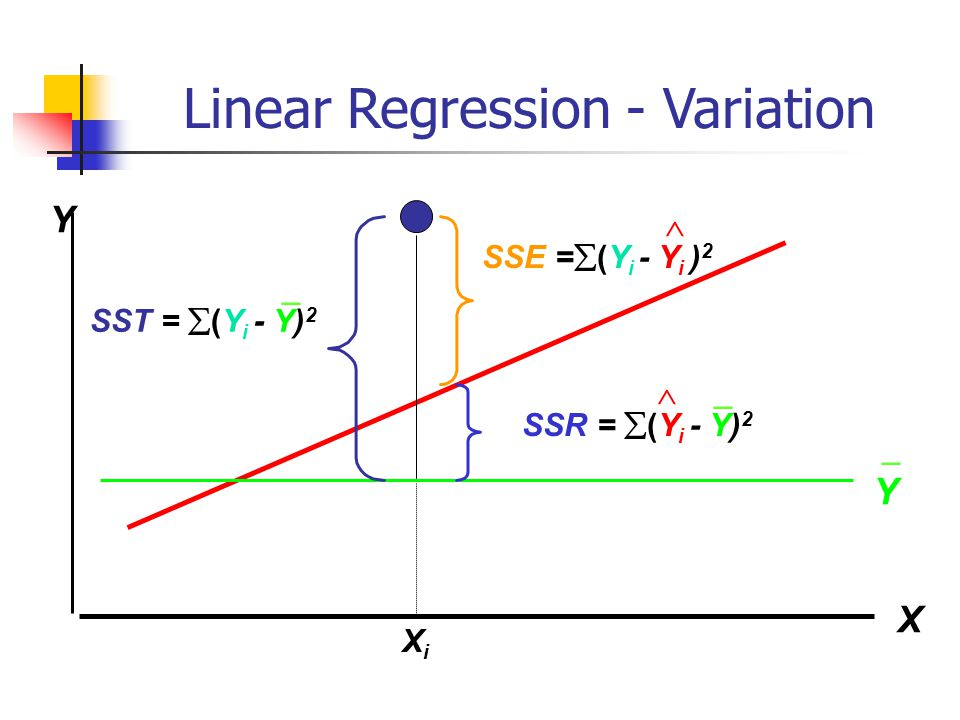 Linear Regression - Variation
Y
SSE =∑(Yᵢ - Ŷᵢ )²
SST = ∑(Yᵢ - Ȳ)²
SSR = ∑(Ŷᵢ - Ȳ)²
Ȳ
X
Xᵢ